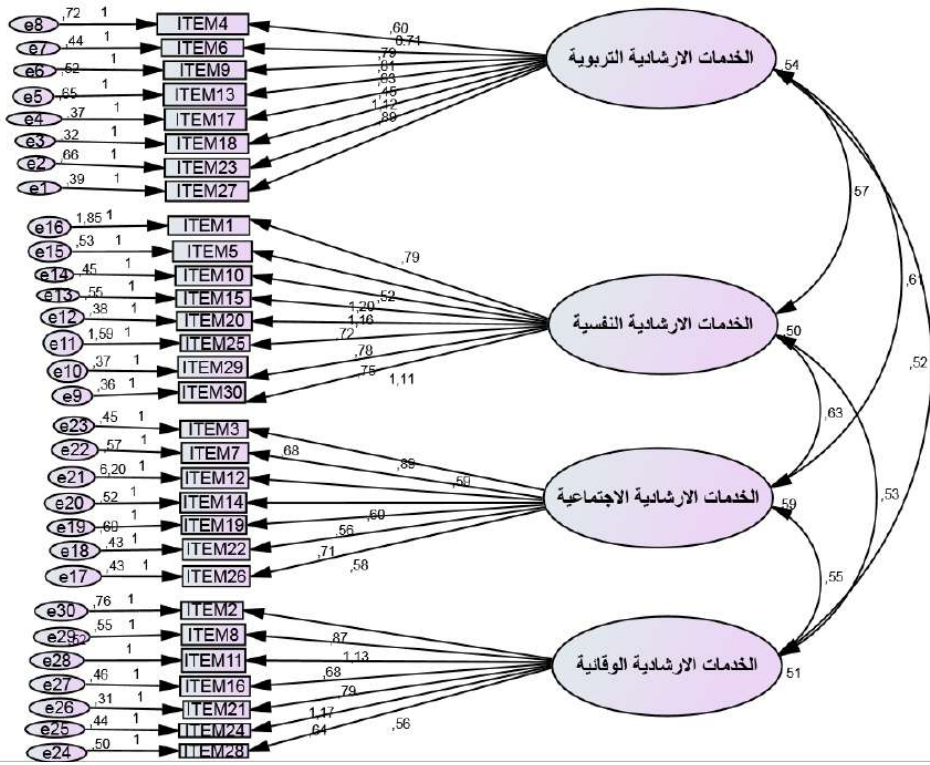 e8 ,72 1 ITEM4
e7 ,44 1 ITEM6
e6 ,52 1 ITEM9
e5 ,65 1 ITEM13
e4 ,37 1 ITEM17
e3 ,32 1 ITEM18
e2 ,66 1 ITEM23
e1 ,39 1 ITEM27
,60
0.71
,79
,61
,63
,45
1,12
,89
الخدمات الارشادية التربوية
,54
e16 1,85 1 ITEM1
e15 ,53 1 ITEM5
e14 ,45 1 ITEM10
e13 ,55 1 ITEM15
e12 ,38 1 ITEM20
e11 1,59 1 ITEM25
e10 ,37 1 ITEM29
e9 ,36 1 ITEM30
,79
,52
1,20
1,16
,72
,78
,75
1,11
الخدمات الارشادية النفسية
,50
e23 ,45 1 ITEM3
e22 ,57 1 ITEM7
e21 6,20 1 ITEM12
e20 ,52 1 ITEM14
e19 ,60 1 ITEM19
e18 ,43 1 ITEM22
e17 ,43 1 ITEM26
,89
,68
,59
,60
,56
,71
,58
الخدمات الارشادية الاجتماعية
,59
e30 ,76 1 ITEM2
e29 ,55 1 ITEM8
e28 ,52 1 ITEM11
e27 ,46 1 ITEM16
e26 ,31 1 ITEM21
e25 ,44 1 ITEM24
e24 ,50 1 ITEM28
,87
1,13
,68
,79
1,17
,64
,56
الخدمات الارشادية الوقائية
,51
,57
,61
,52
,63
,53
,55